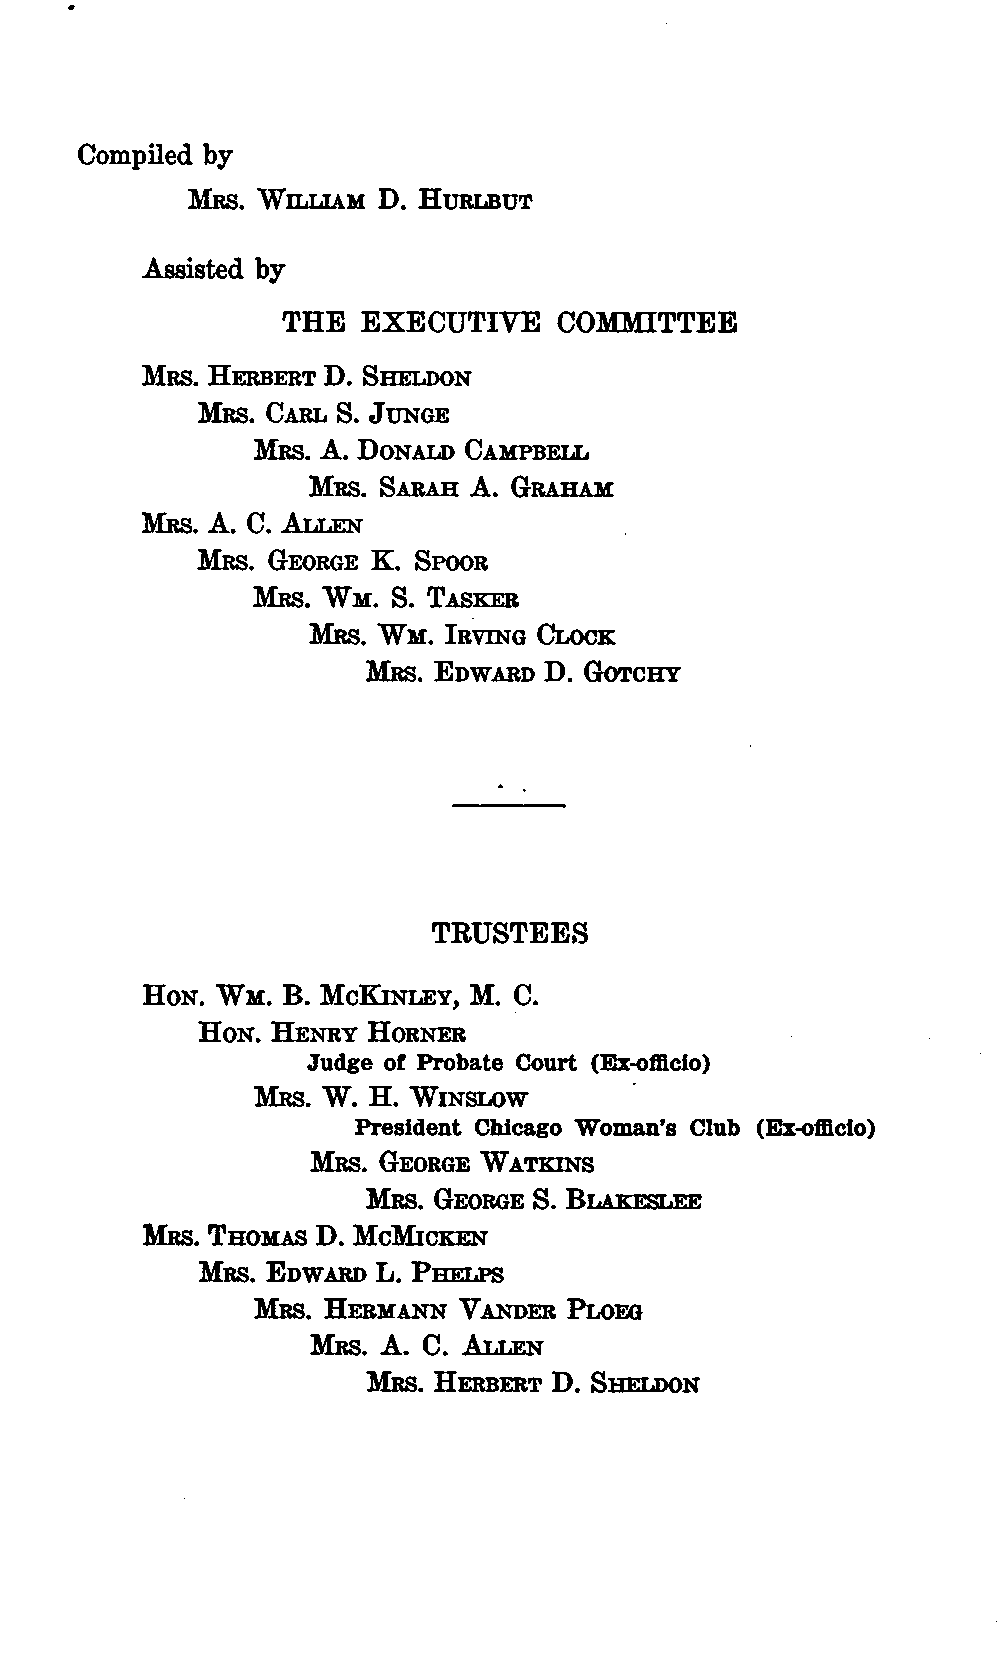 Compiled by
Mrs. William D. Hurlbut
Assisted by
THE EXECUTIVE COMMITTEE
Mrs. Herbert D. Sheldon
Mrs. Carl S. Junge
Mrs. A. Donald Campbell
Mrs. Sarah A. Graham
Mrs. A. C. Allen
Mrs. George K. Spoor
Mrs. Wm. S. Tasker
Mrs. Wm. Irving Clock
Mrs. Edward D. Gotchy
TRUSTEES
Hon. Wm. B. McKinley, M. C.
Hon. Henry Horner
Judge of Probate Court (Ex-officio)
Mrs. W. H. Winslow
President Chicago Woman's Club (Ex-officio)
Mrs. George Watkins
Mrs. George S. Blakeslee
Mrs. Thomas D. McMicken
Mrs. Edward L. Phelps
Mrs. Hermann Vander Ploeg
Mrs. A. C. Allen
Mrs. Herbert D. Sheldon